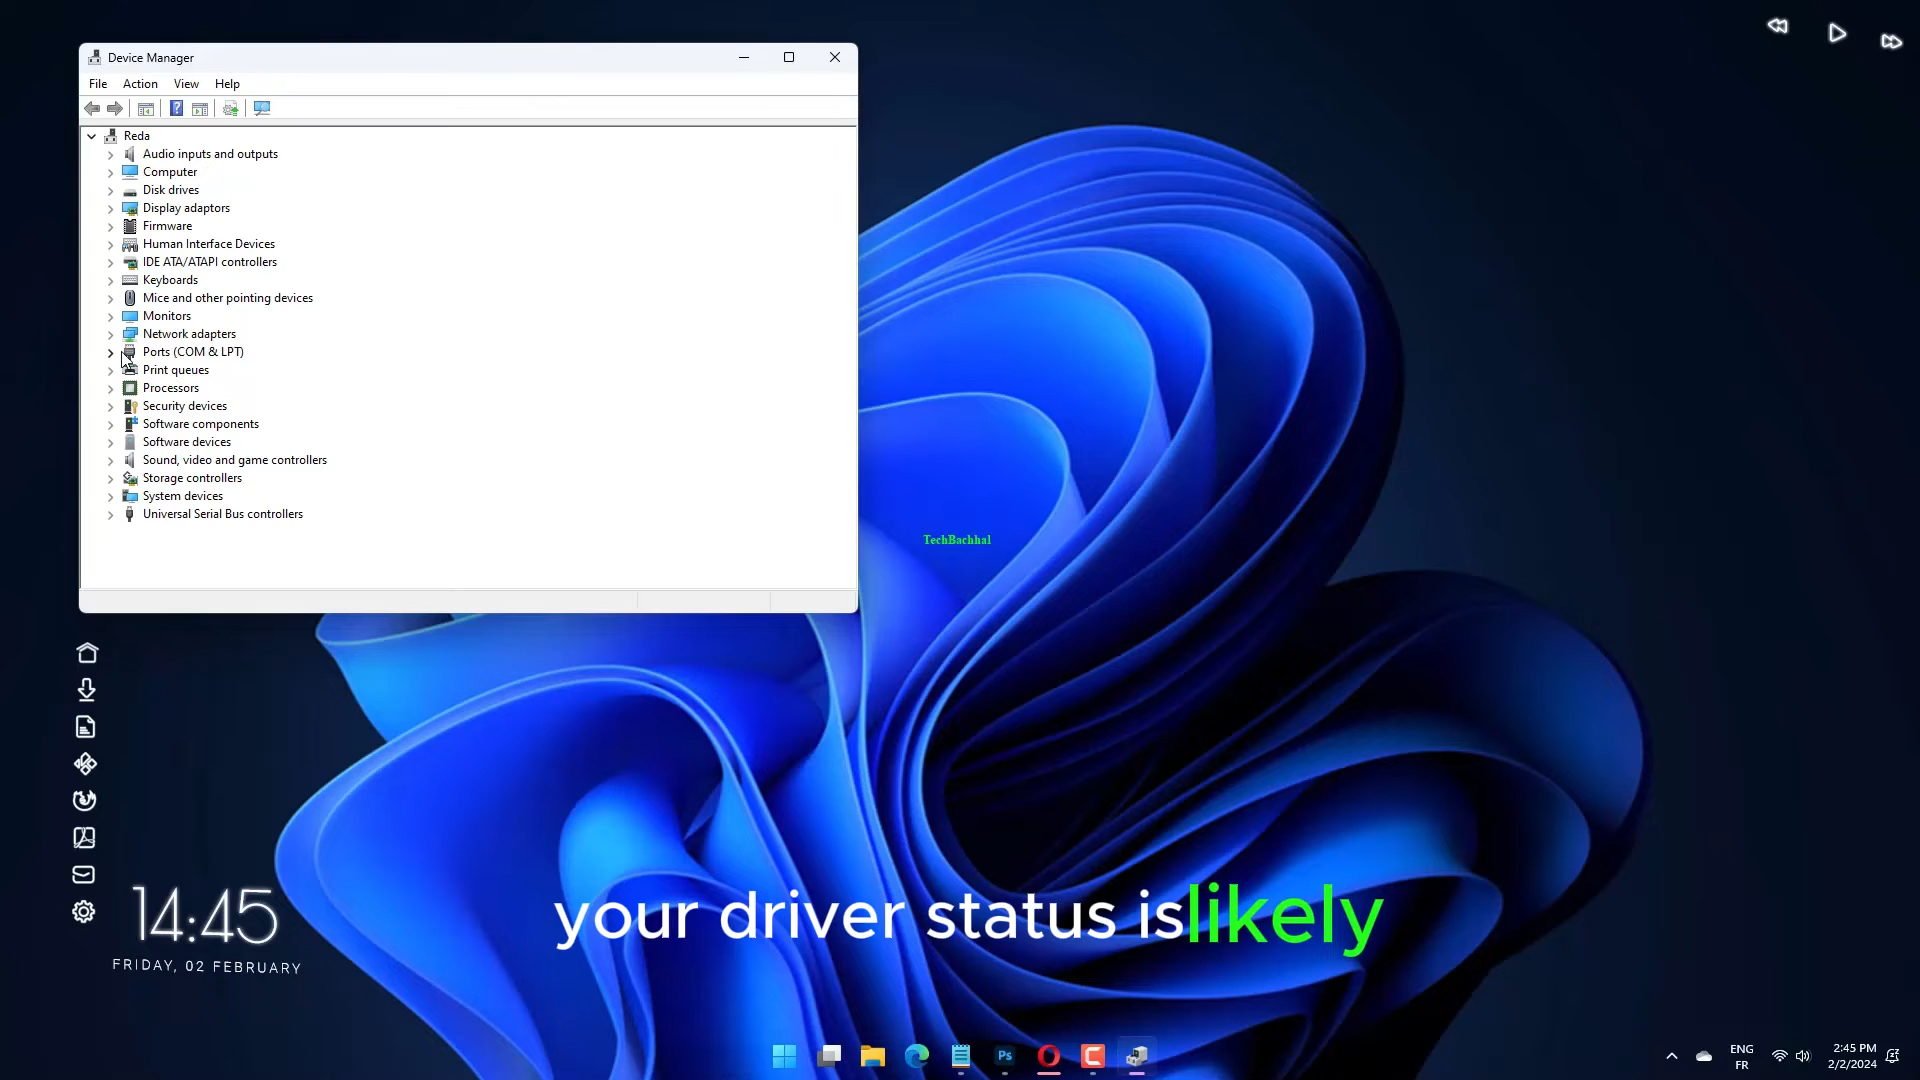 Device Manager
File Action View Help
Reda
Audio inputs and outputs
Computer
Disk drives
Display adaptors
Firmware
Human Interface Devices
IDE ATA/ATAPI controllers
Keyboards
Mice and other pointing devices
Monitors
Network adapters
Ports (COM & LPT)
Print queues
Processors
Security devices
Software components
Software devices
Sound, video and game controllers
Storage controllers
System devices
Universal Serial Bus controllers
TechBachhal
14:45
FRIDAY, 02 FEBRUARY
your driver status is likely
Ps
ENG
FR
2:45 PM
2/2/2024